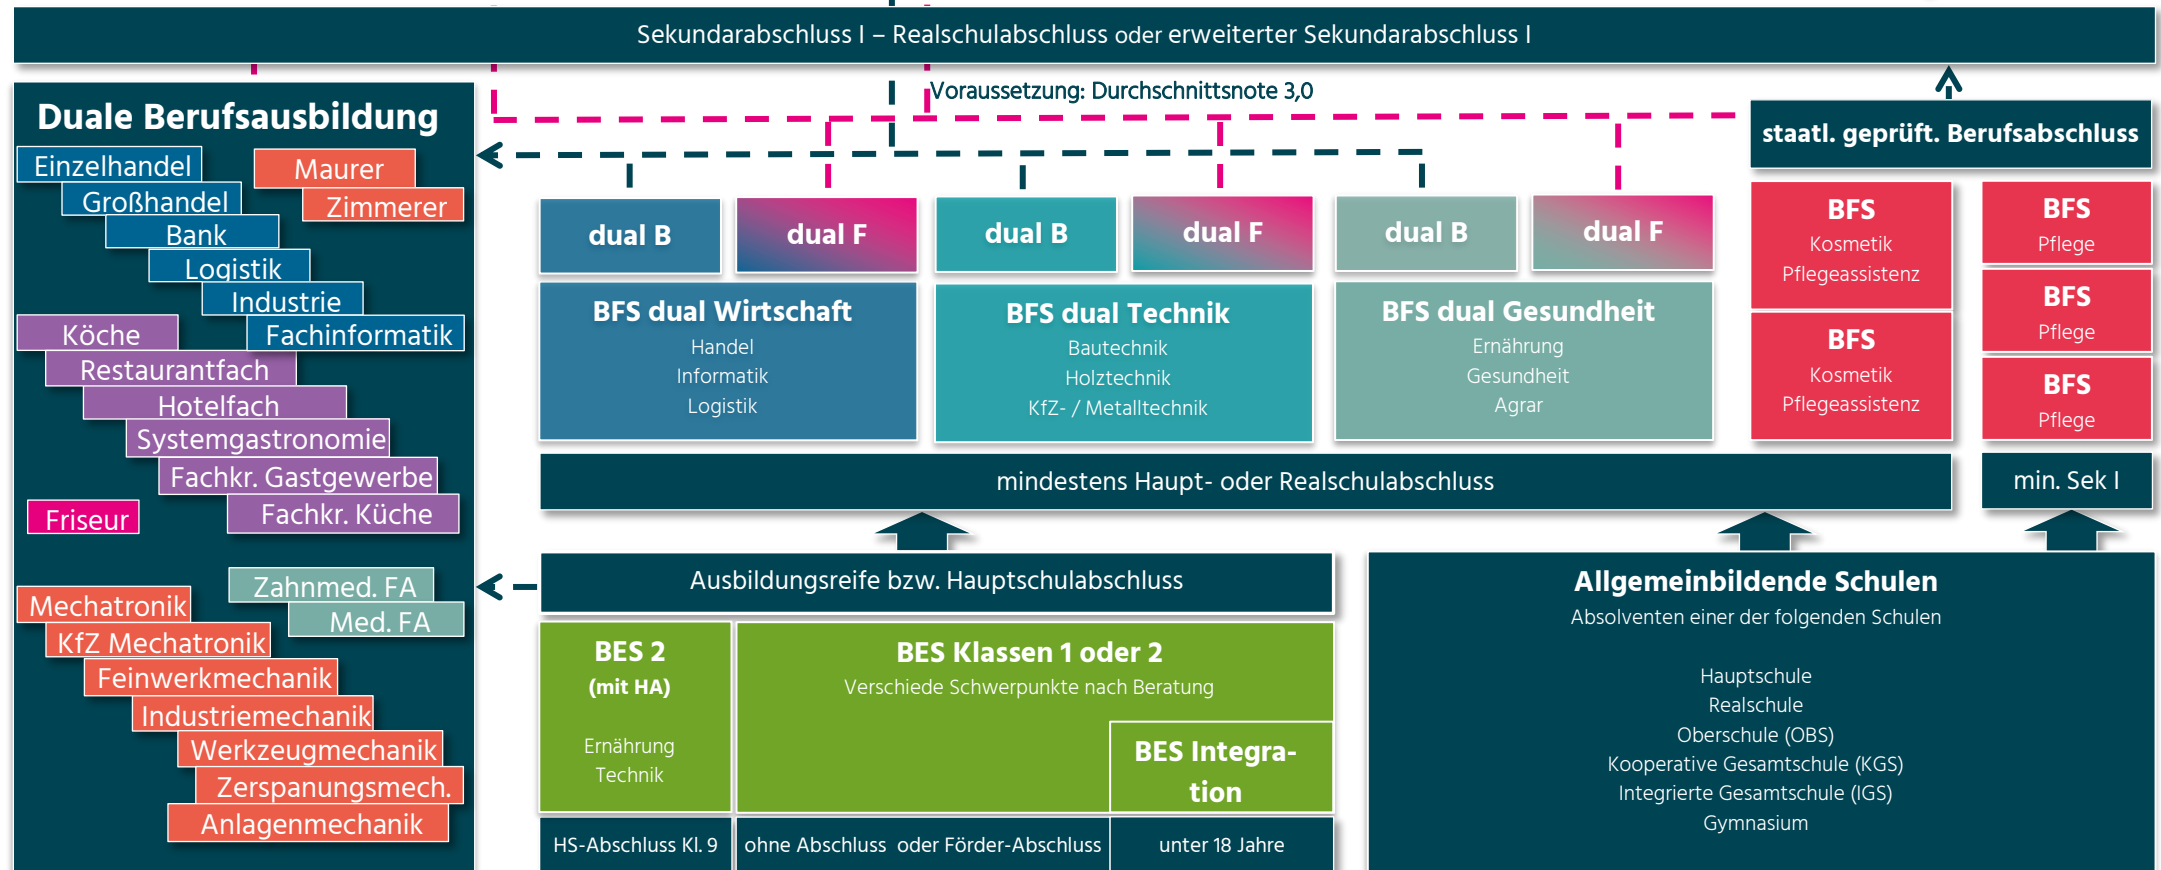 Sekundarabschluss I – Realschulabschluss oder erweiterter Sekundarabschluss I
Voraussetzung: Durchschnittsnote 3,0
Duale Berufsausbildung
Einzelhandel
Maurer
Großhandel
Zimmerer
Bank
Logistik
Industrie
Köche
Fachinformatik
Restaurantfach
Hotelfach
Systemgastronomie
Fachkr. Gastgewerbe
Friseur
Fachkr. Küche
Zahnmed. FA
Mechatronik
Med. FA
KfZ Mechatronik
Feinwerkmechanik
Industriemechanik
Werkzeugmechanik
Zerspanungsmech.
Anlagenmechanik
dual B
dual F
dual B
dual F
dual B
dual F
BFS dual Wirtschaft
Handel
Informatik
Logistik
BFS dual Technik
Bautechnik
Holztechnik
KfZ- / Metalltechnik
BFS dual Gesundheit
Ernährung
Gesundheit
Agrar
staatl. geprüft. Berufsabschluss
BFS
Kosmetik
Pflegeassistenz
BFS
Kosmetik
Pflegeassistenz
BFS
Pflege
BFS
Pflege
BFS
Pflege
mindestens Haupt- oder Realschulabschluss
min. Sek I
Ausbildungsreife bzw. Hauptschulabschluss
BES 2
(mit HA)
Ernährung
Technik
BES Klassen 1 oder 2
Verschiede Schwerpunkte nach Beratung
BES Integra-
tion
HS-Abschluss Kl. 9
ohne Abschluss oder Förder-Abschluss
unter 18 Jahre
Allgemeinbildende Schulen
Absolventen einer der folgenden Schulen
Hauptschule
Realschule
Oberschule (OBS)
Kooperative Gesamtschule (KGS)
Integrierte Gesamtschule (IGS)
Gymnasium